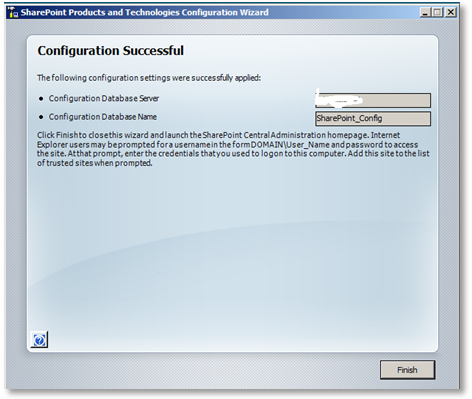 SharePoint Products and Technologies Configuration Wizard
Configuration Successful
The following configuration settings were successfully applied:
Configuration Database Server
Configuration Database Name SharePoint_Config
Click Finish to close this wizard and launch the SharePoint Central Administration homepage. Internet
Explorer users may be prompted for a username in the form DOMAIN\User_Name and password to access
the site. At that prompt, enter the credentials that you used to logon to this computer. Add this site to the list
of trusted sites when prompted.
Finish